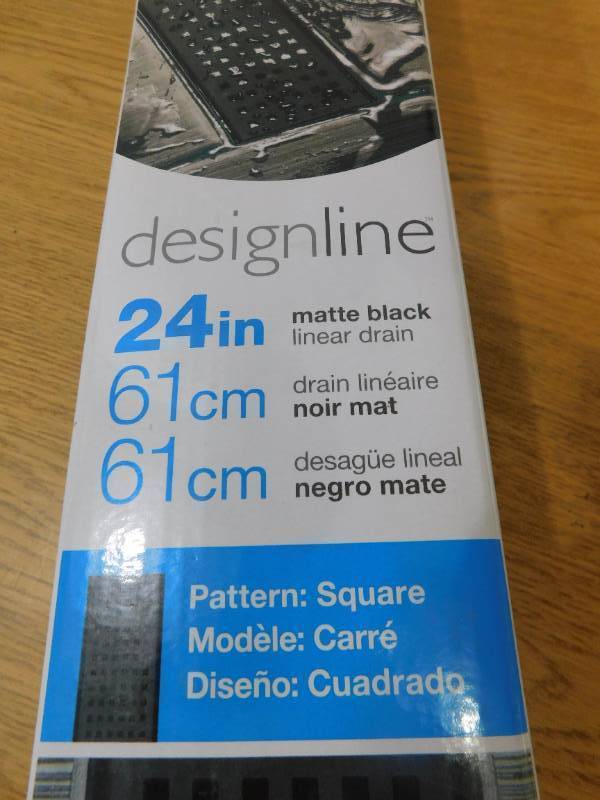 designline™
24in
matte black
linear drain
61cm
drain linéaire
noir mat
61cm
desagüe lineal
negro mate
Pattern: Square
Modèle: Carré
Diseño: Cuadrado